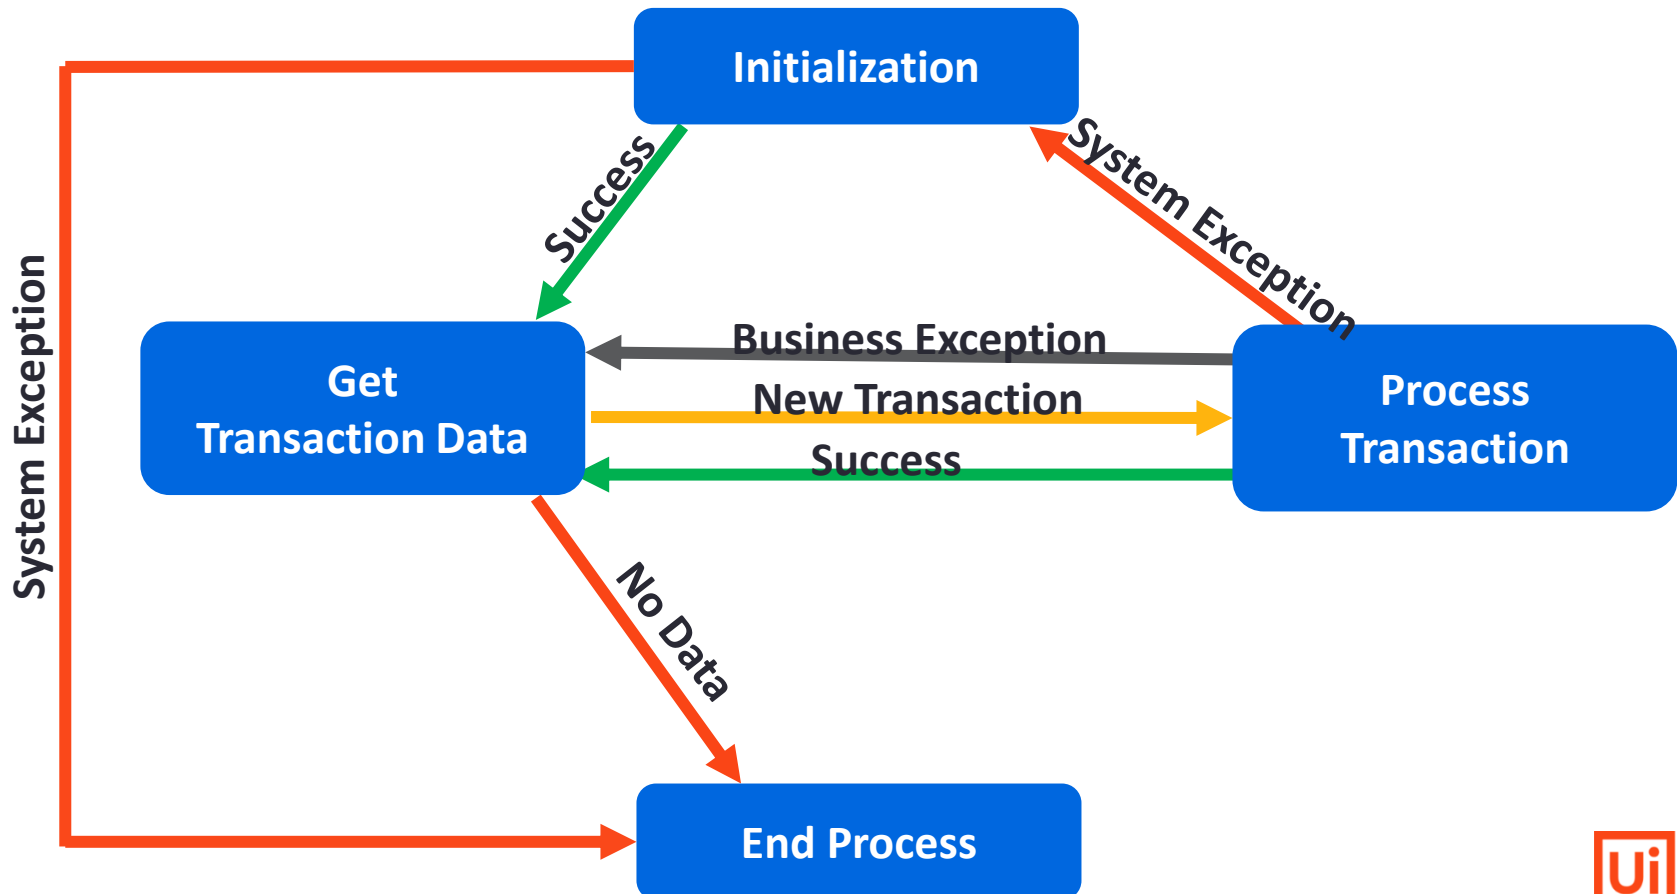 Initialization
Success
System Exception
System Exception
Get
Transaction Data
Business Exception
New Transaction
Success
Process
Transaction
No Data
End Process
Ui